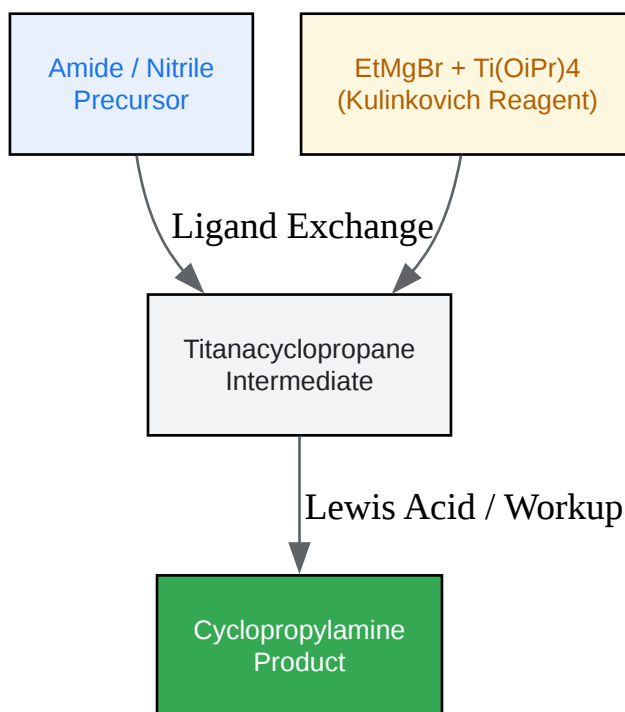 Amide / Nitrile
Precursor
EtMgBr + Ti(OiPr)4
(Kulinkovich Reagent)
Ligand Exchange
Titanacyclopropane
Intermediate
Lewis Acid / Workup
Cyclopropylamine
Product